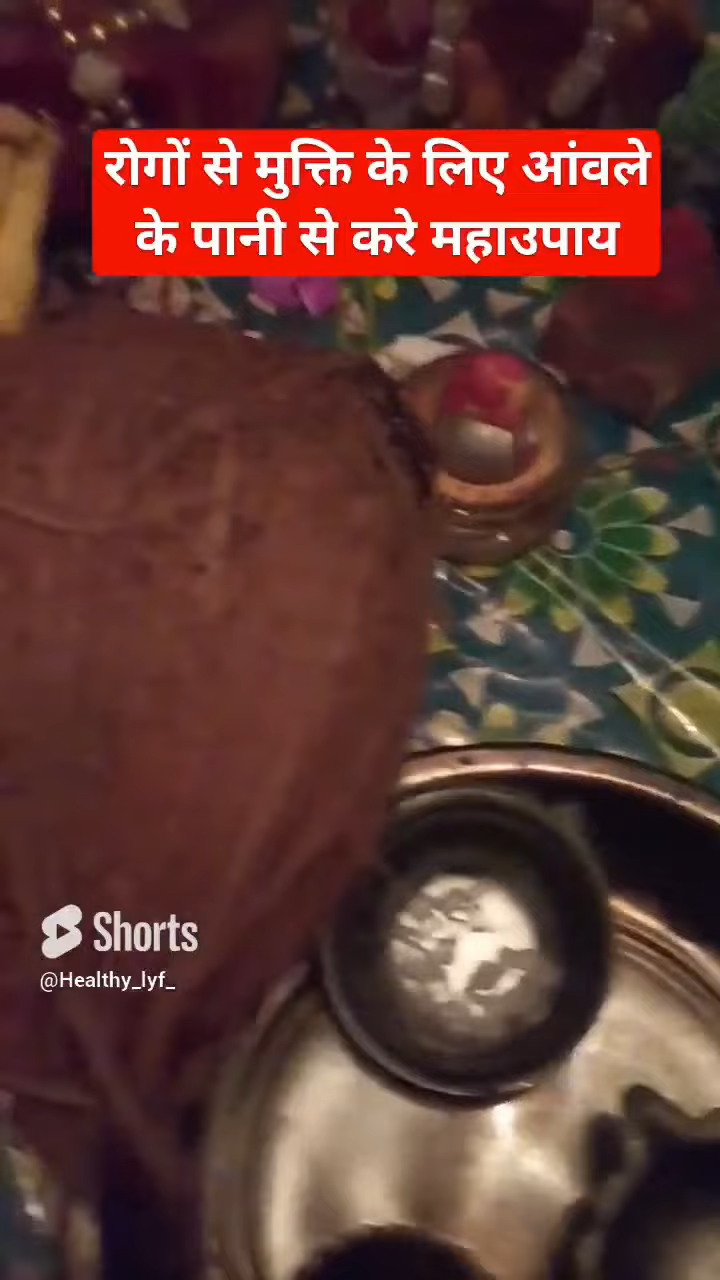 रोगों से मुक्ति के लिए आंवले
के पानी से करे महाउपाय
Shorts
@Healthy_lyf_